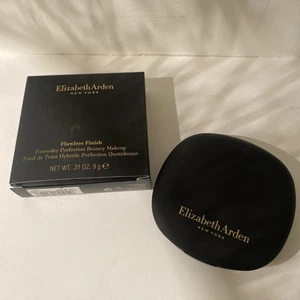 Elizabeth Arden
NEW YORK
Flawless Finish
Everyday Perfection Bouncy Makeup
Fond de Teint Hybride Perfection Quotidienne
NET WT. .31 OZ. 9 g℮
Elizabeth Arden
NEW YORK